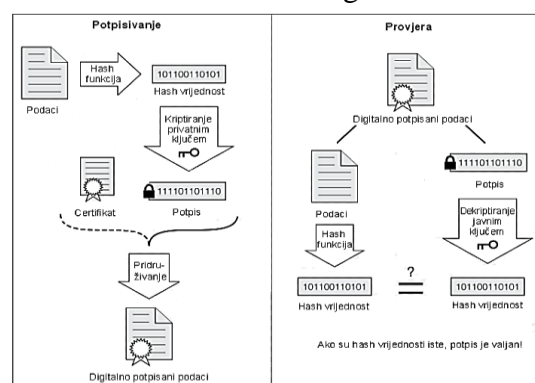 Potpisivanje
Podaci
Hash
funkcija
101100110101
Hash vrijednost
Kriptiranje
privatnim
ključem
Certifikat
111101101110
Potpis
Pridru-
živanje
Digitalno potpisani podaci
Provjera
Digitalno potpisani podaci
Podaci
111101101110
Potpis
Hash
funkcija
Dekriptiranje
javnim
ključem
101100110101
Hash vrijednost
?
=
101100110101
Hash vrijednost
Ako su hash vrijednosti iste, potpis je valjan!